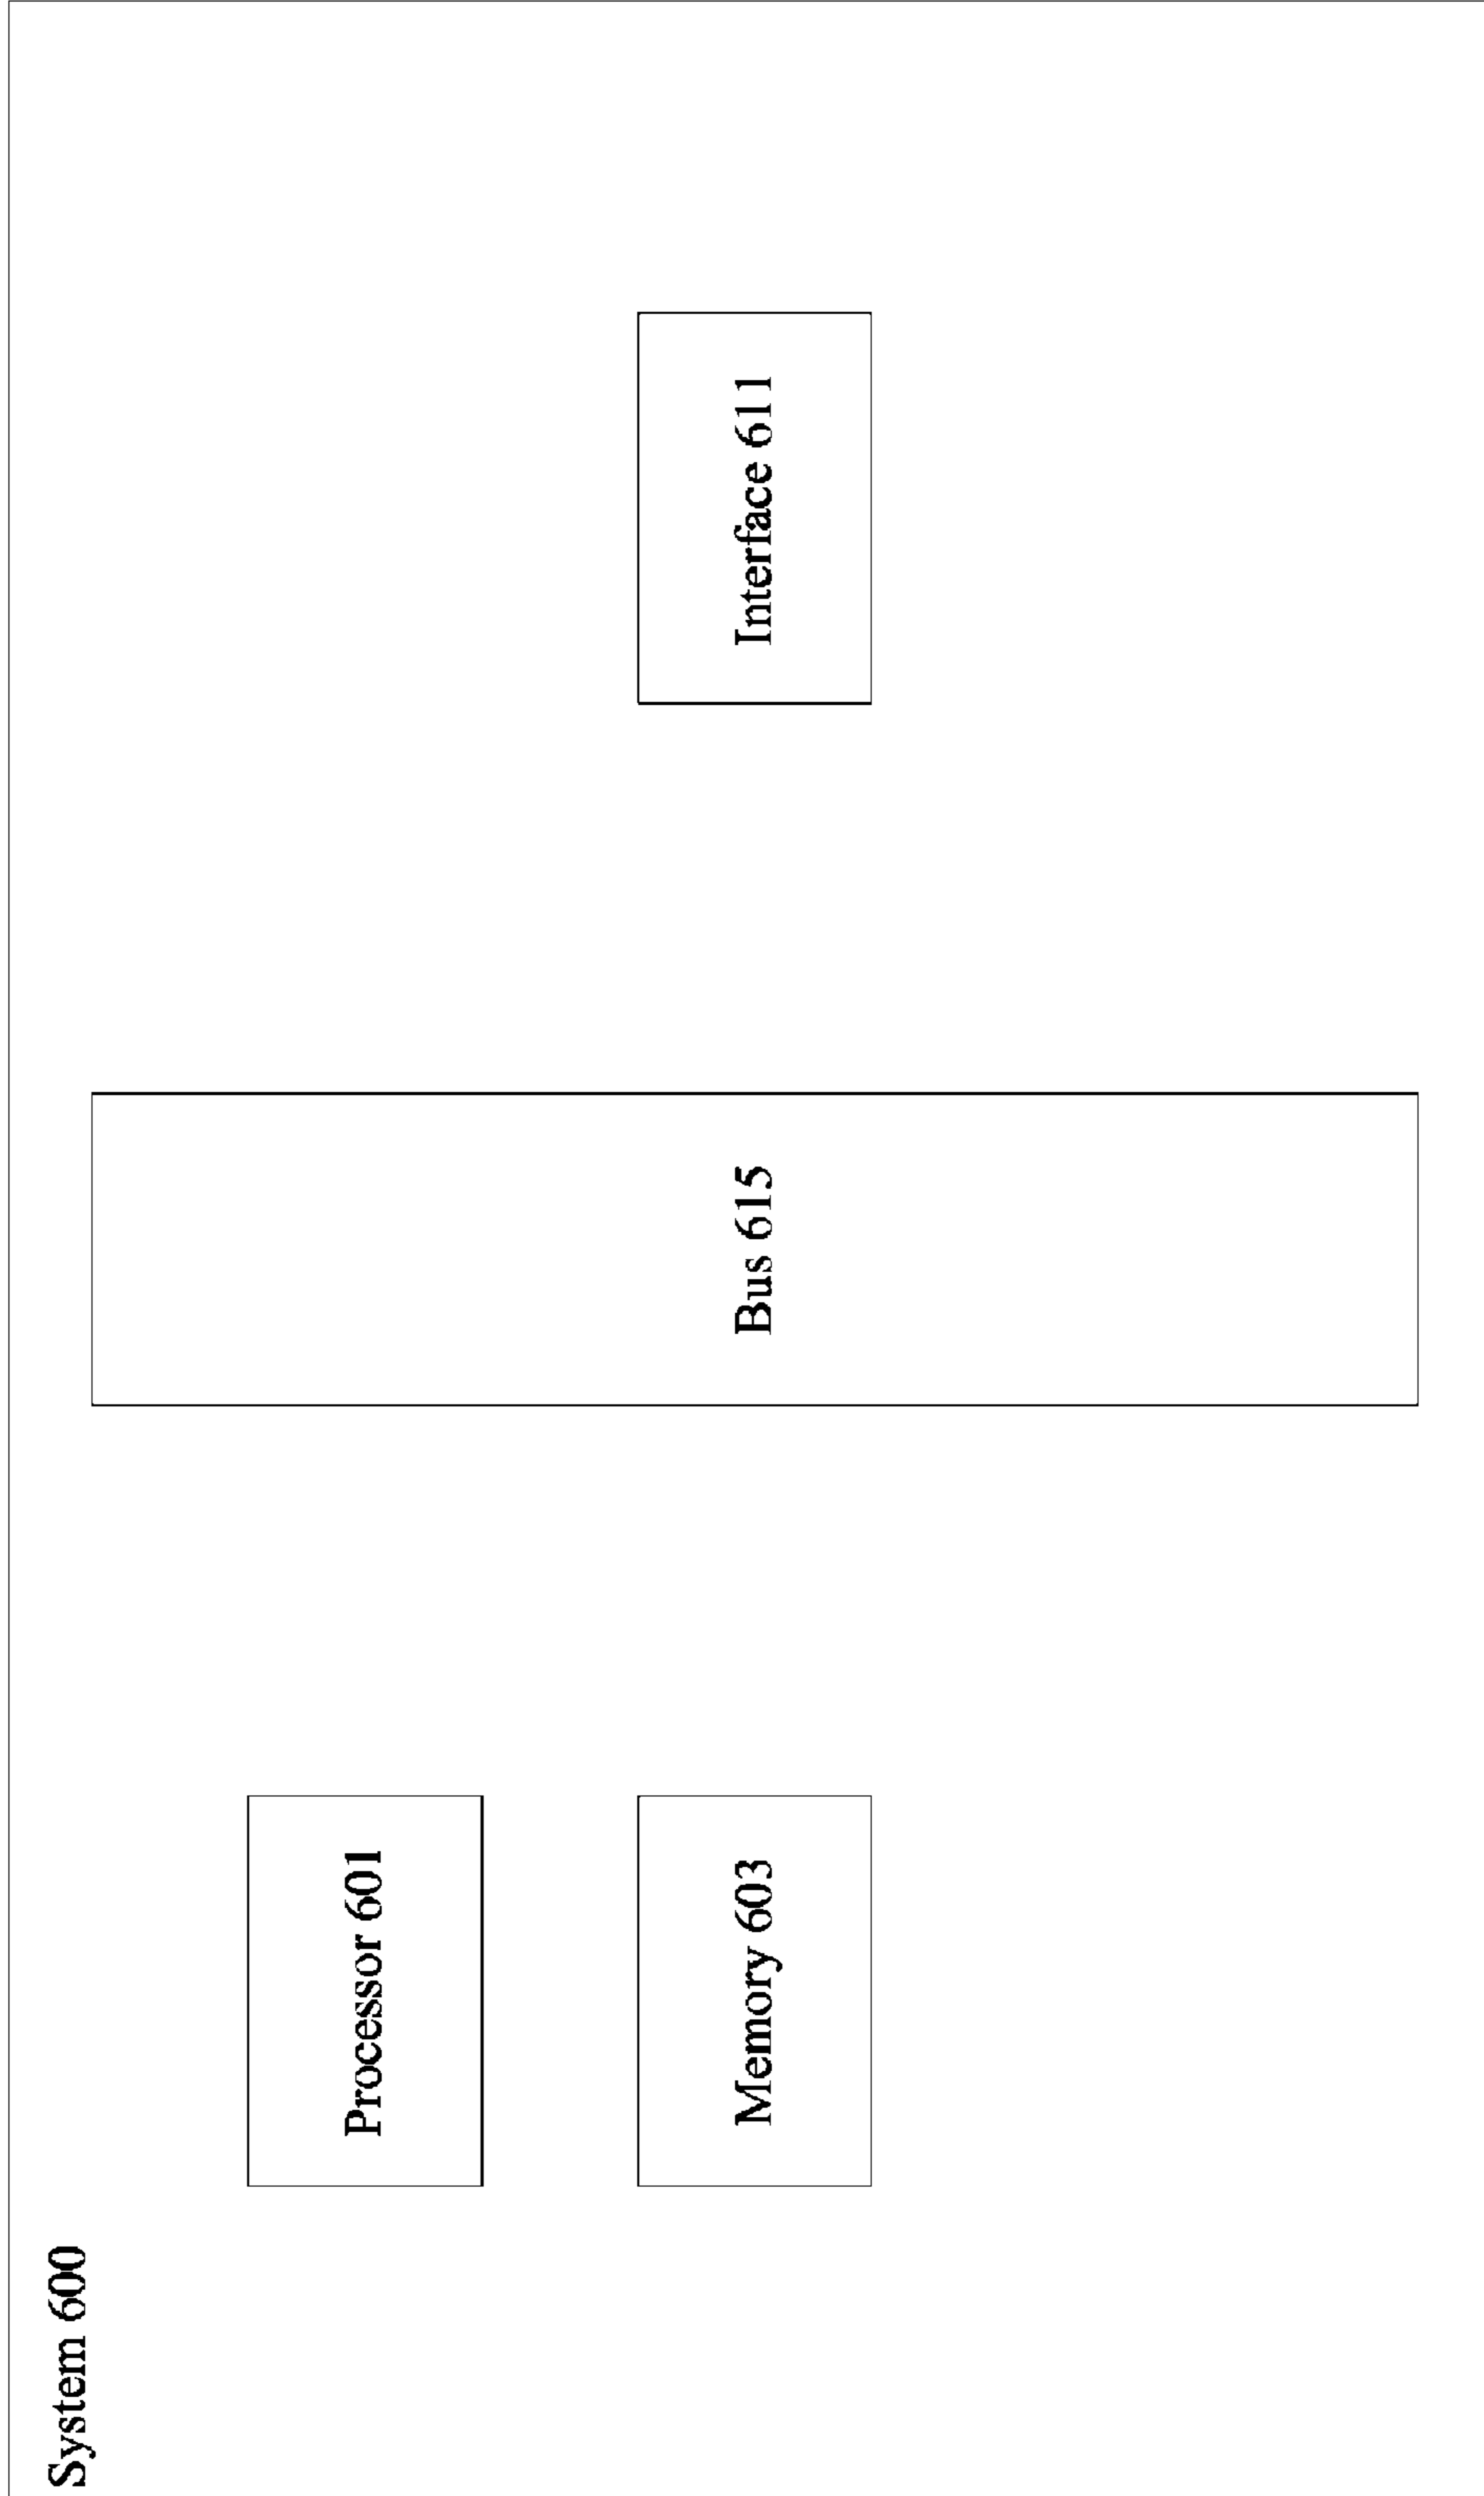 System 600
Processor 601
Memory 603
Bus 615
Interface 611